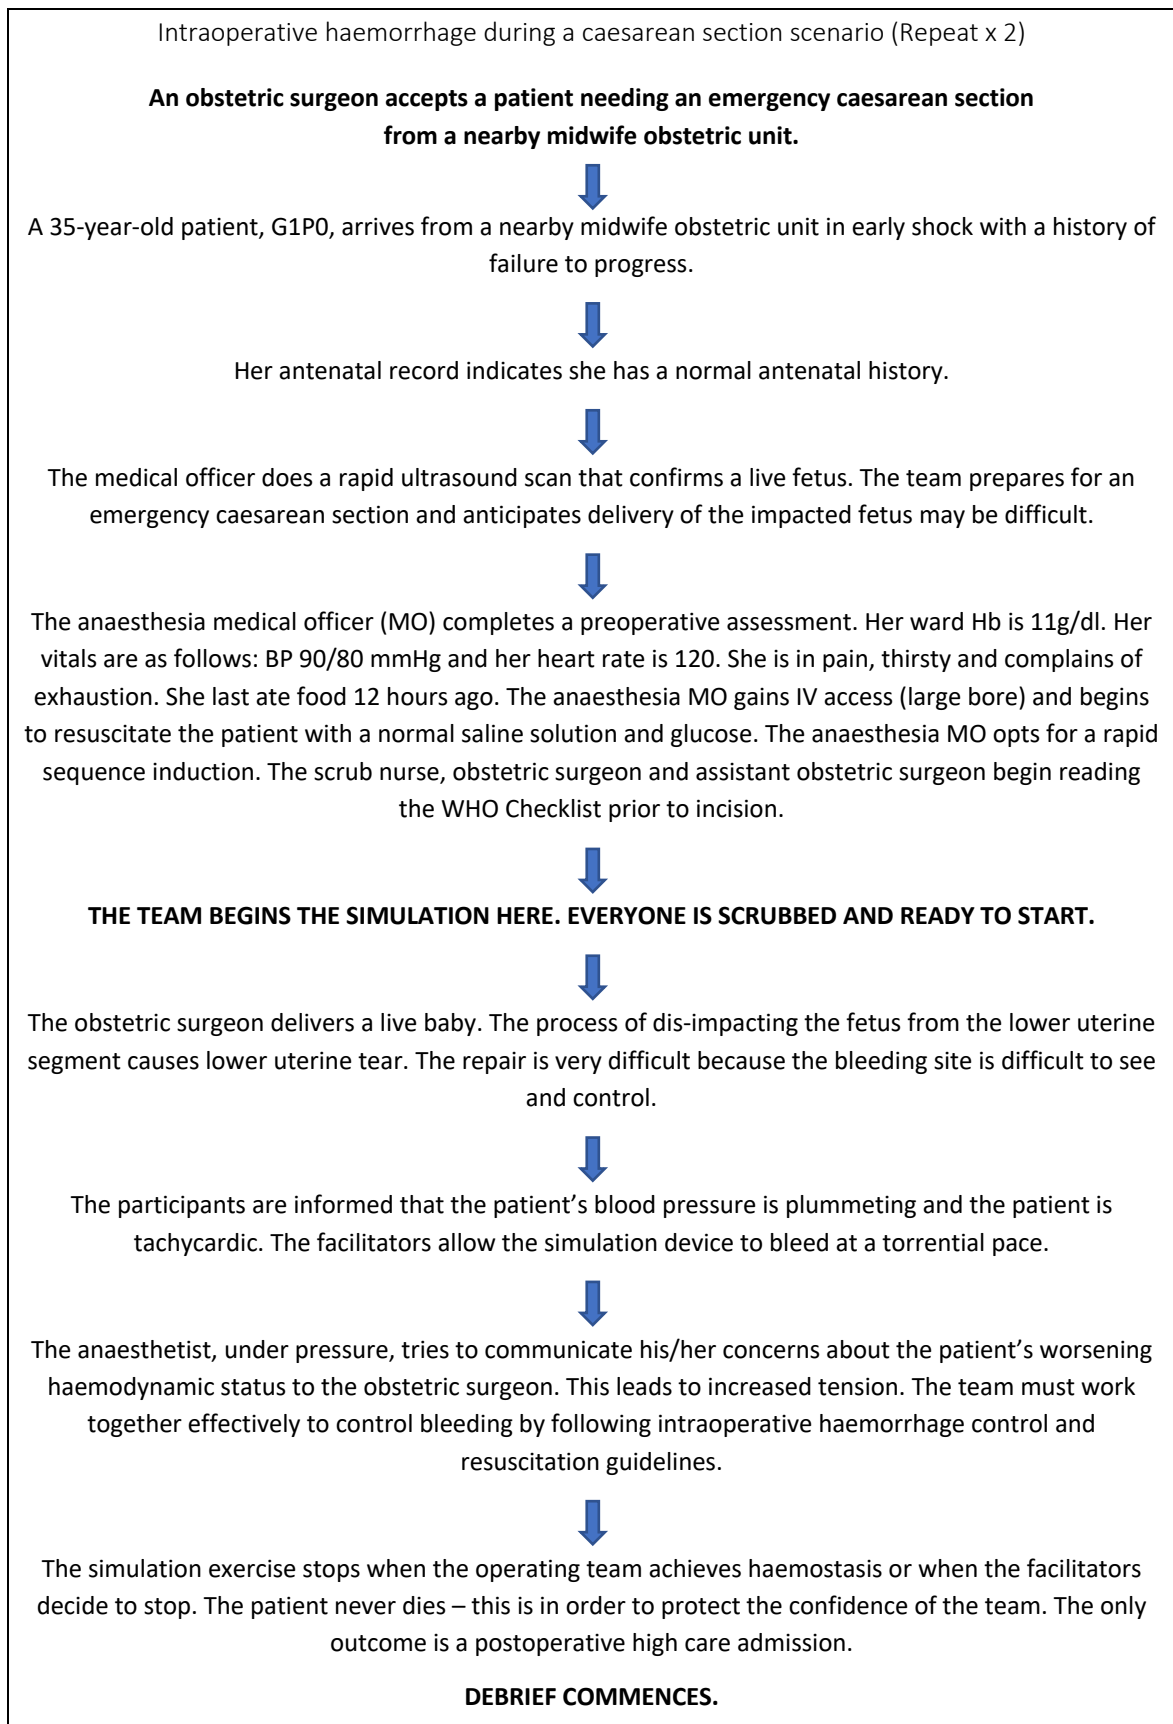 Intraoperative haemorrhage during a caesarean section scenario (Repeat x 2)
An obstetric surgeon accepts a patient needing an emergency caesarean section
from a nearby midwife obstetric unit.
A 35-year-old patient, G1P0, arrives from a nearby midwife obstetric unit in early shock with a history of
failure to progress.
Her antenatal record indicates she has a normal antenatal history.
The medical officer does a rapid ultrasound scan that confirms a live fetus. The team prepares for an
emergency caesarean section and anticipates delivery of the impacted fetus may be difficult.
The anaesthesia medical officer (MO) completes a preoperative assessment. Her ward Hb is 11g/dl. Her
vitals are as follows: BP 90/80 mmHg and her heart rate is 120. She is in pain, thirsty and complains of
exhaustion. She last ate food 12 hours ago. The anaesthesia MO gains IV access (large bore) and begins
to resuscitate the patient with a normal saline solution and glucose. The anaesthesia MO opts for a rapid
sequence induction. The scrub nurse, obstetric surgeon and assistant obstetric surgeon begin reading
the WHO Checklist prior to incision.
THE TEAM BEGINS THE SIMULATION HERE. EVERYONE IS SCRUBBED AND READY TO START.
The obstetric surgeon delivers a live baby. The process of dis-impacting the fetus from the lower uterine
segment causes lower uterine tear. The repair is very difficult because the bleeding site is difficult to see
and control.
The participants are informed that the patient’s blood pressure is plummeting and the patient is
tachycardic. The facilitators allow the simulation device to bleed at a torrential pace.
The anaesthetist, under pressure, tries to communicate his/her concerns about the patient’s worsening
haemodynamic status to the obstetric surgeon. This leads to increased tension. The team must work
together effectively to control bleeding by following intraoperative haemorrhage control and
resuscitation guidelines.
The simulation exercise stops when the operating team achieves haemostasis or when the facilitators
decide to stop. The patient never dies – this is in order to protect the confidence of the team. The only
outcome is a postoperative high care admission.
DEBRIEF COMMENCES.